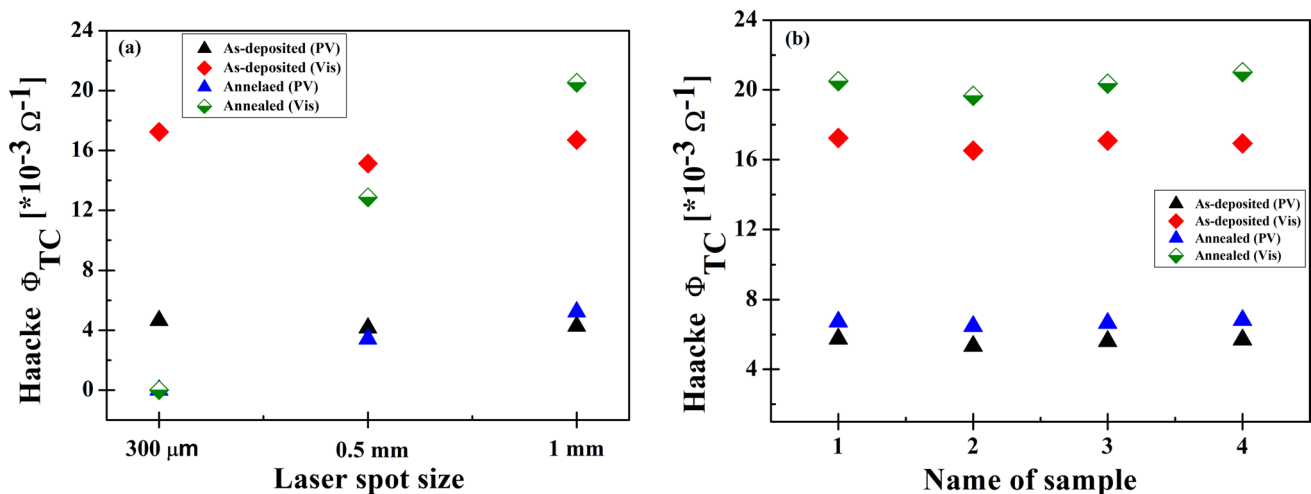 (a)
As-deposited (PV)
As-deposited (Vis)
Annelaed (PV)
Annealed (Vis)
Haacke Φ_TC [*10^-3 Ω^-1]
24
20
16
12
8
4
0
300 μm
0.5 mm
1 mm
Laser spot size
(b)
As-deposited (PV)
As-deposited (Vis)
Annealed (PV)
Annealed (Vis)
Haacke Φ_TC [*10^-3 Ω^-1]
24
20
16
12
8
4
1
2
3
4
Name of sample